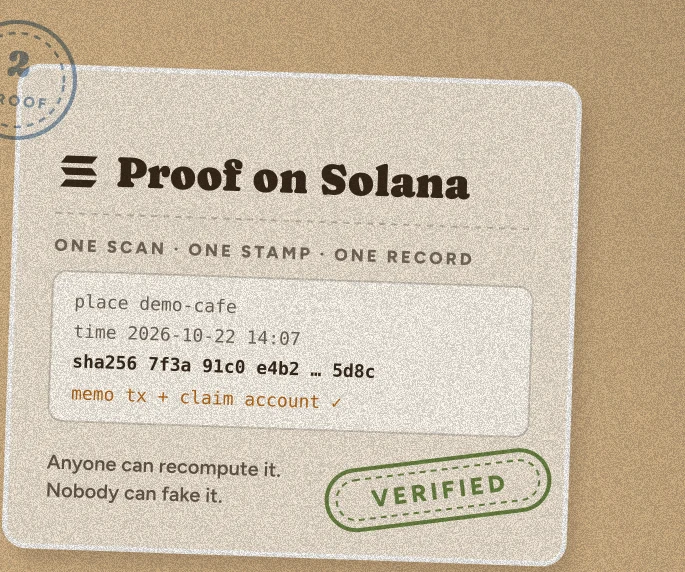 2
ROOF
Proof on Solana
ONE SCAN · ONE STAMP · ONE RECORD
place demo-cafe
time 2026-10-22 14:07
sha256 7f3a 91c0 e4b2 … 5d8c
memo tx + claim account ✓
Anyone can recompute it.
Nobody can fake it.
VERIFIED